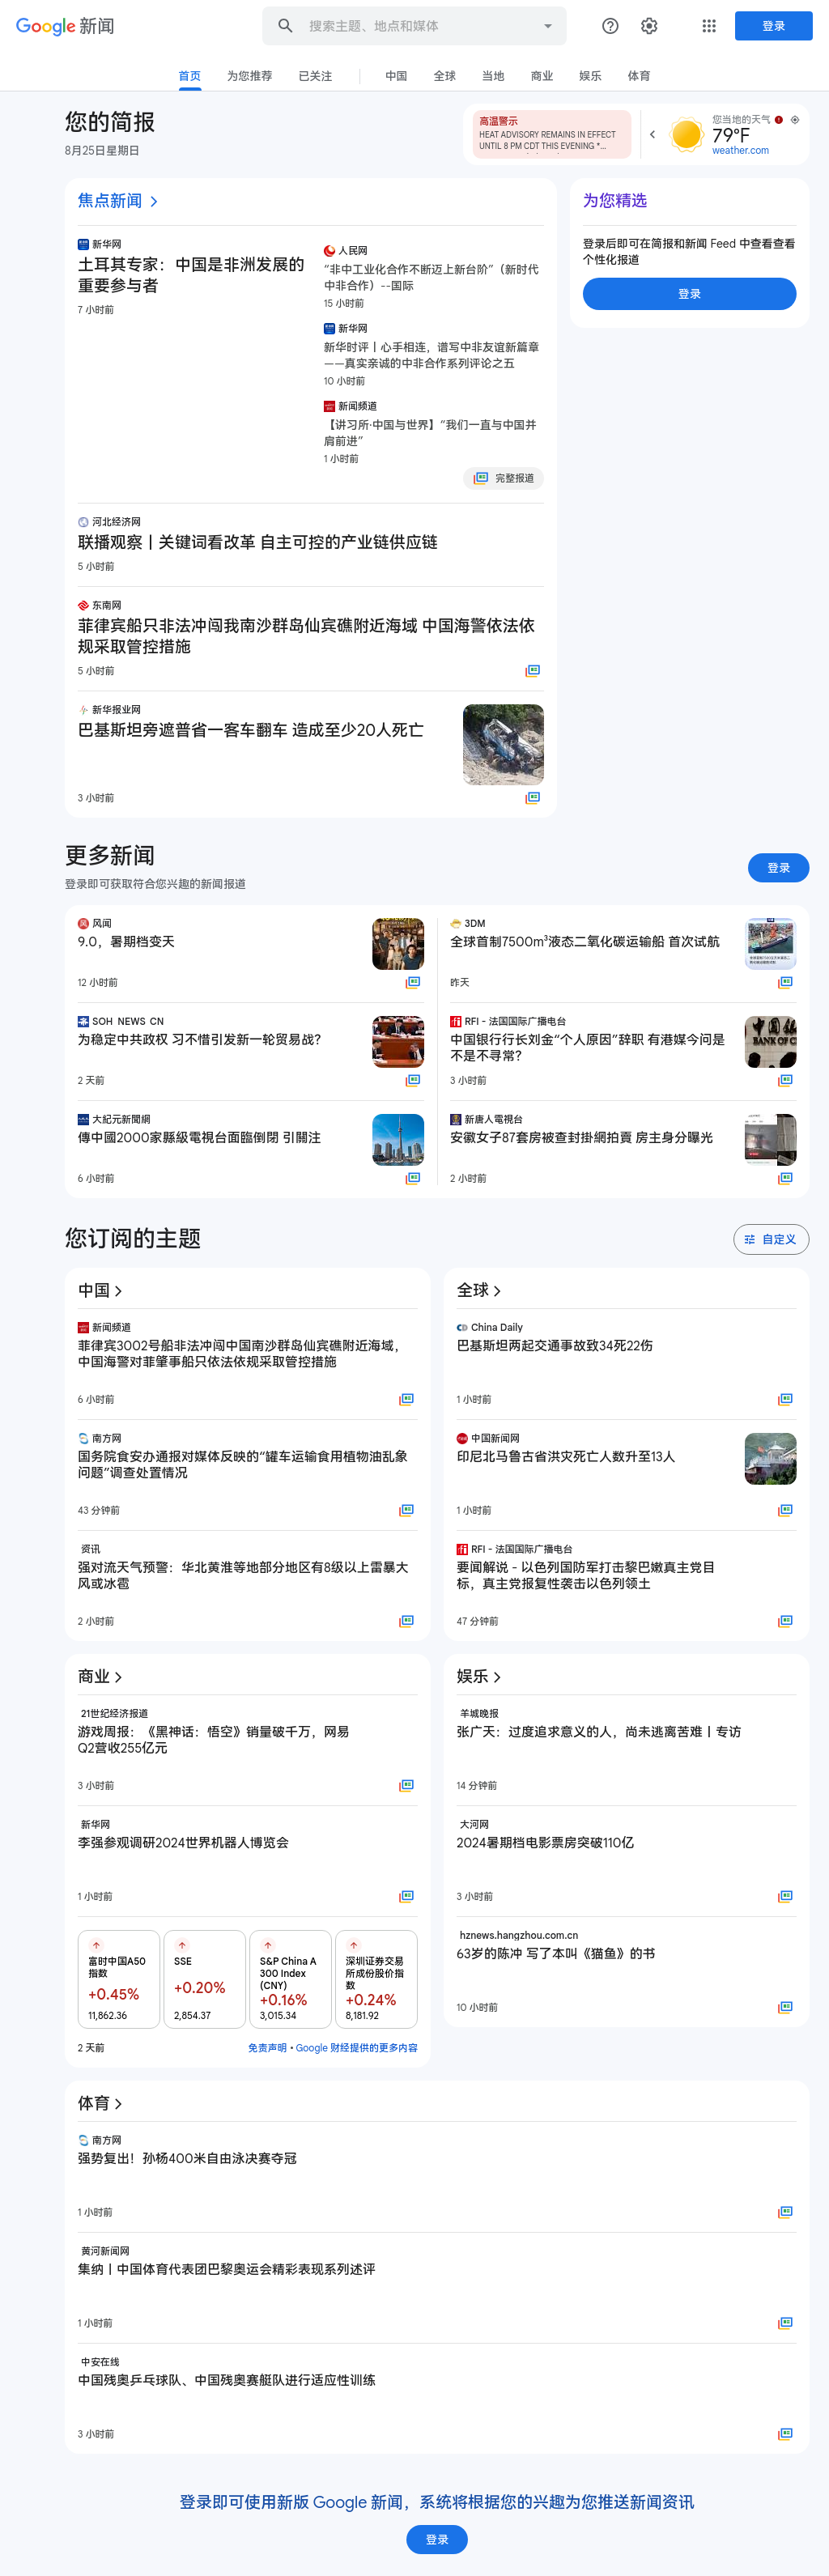 Google 新闻
搜索主题、地点和媒体
登录
首页
为您推荐
已关注
中国
全球
当地
商业
娱乐
体育
您的简报
8月25日星期日
高温警示
HEAT ADVISORY REMAINS IN EFFECT
UNTIL 8 PM CDT THIS EVENING *...
您当地的天气
79°F
weather.com
焦点新闻
新华网
土耳其专家：中国是非洲发展的
重要参与者
7 小时前
人民网
“非中工业化合作不断迈上新台阶”（新时代
中非合作）--国际
15 小时前
新华网
新华时评丨心手相连，谱写中非友谊新篇章
——真实亲诚的中非合作系列评论之五
10 小时前
新闻频道
【讲习所·中国与世界】“我们一直与中国并
肩前进”
1 小时前
完整报道
河北经济网
联播观察丨关键词看改革 自主可控的产业链供应链
5 小时前
东南网
菲律宾船只非法冲闯我南沙群岛仙宾礁附近海域 中国海警依法依
规采取管控措施
5 小时前
新华报业网
巴基斯坦旁遮普省一客车翻车 造成至少20人死亡
3 小时前
为您精选
登录后即可在简报和新闻 Feed 中查看查看
个性化报道
登录
更多新闻
登录即可获取符合您兴趣的新闻报道
登录
风闻
9.0，暑期档变天
12 小时前
3DM
全球首制7500m³液态二氧化碳运输船 首次试航
昨天
SOH_NEWS_CN
为稳定中共政权 习不惜引发新一轮贸易战？
2 天前
RFI - 法国国际广播电台
中国银行行长刘金“个人原因”辞职 有港媒今问是
不是不寻常？
3 小时前
大紀元新聞網
傳中國2000家縣級電視台面臨倒閉 引關注
6 小时前
新唐人電視台
安徽女子87套房被查封掛網拍賣 房主身分曝光
2 小时前
您订阅的主题
自定义
中国
新闻频道
菲律宾3002号船非法冲闯中国南沙群岛仙宾礁附近海域，
中国海警对菲肇事船只依法依规采取管控措施
6 小时前
南方网
国务院食安办通报对媒体反映的“罐车运输食用植物油乱象
问题”调查处置情况
43 分钟前
资讯
强对流天气预警：华北黄淮等地部分地区有8级以上雷暴大
风或冰雹
2 小时前
全球
China Daily
巴基斯坦两起交通事故致34死22伤
1 小时前
中国新闻网
印尼北马鲁古省洪灾死亡人数升至13人
1 小时前
RFI - 法国国际广播电台
要闻解说 - 以色列国防军打击黎巴嫩真主党目
标，真主党报复性袭击以色列领土
47 分钟前
商业
21世纪经济报道
游戏周报：《黑神话：悟空》销量破千万，网易
Q2营收255亿元
3 小时前
新华网
李强参观调研2024世界机器人博览会
1 小时前
富时中国A50
指数
+0.45%
11,862.36
SSE
+0.20%
2,854.37
S&P China A
300 Index
(CNY)
+0.16%
3,015.34
深圳证券交易
所成份股价指
数
+0.24%
8,181.92
2 天前
免责声明 • Google 财经提供的更多内容
娱乐
羊城晚报
张广天：过度追求意义的人，尚未逃离苦难丨专访
14 分钟前
大河网
2024暑期档电影票房突破110亿
3 小时前
hznews.hangzhou.com.cn
63岁的陈冲 写了本叫《猫鱼》的书
10 小时前
体育
南方网
强势复出！孙杨400米自由泳决赛夺冠
1 小时前
黄河新闻网
集纳丨中国体育代表团巴黎奥运会精彩表现系列述评
1 小时前
中安在线
中国残奥乒乓球队、中国残奥赛艇队进行适应性训练
3 小时前
登录即可使用新版 Google 新闻，系统将根据您的兴趣为您推送新闻资讯
登录